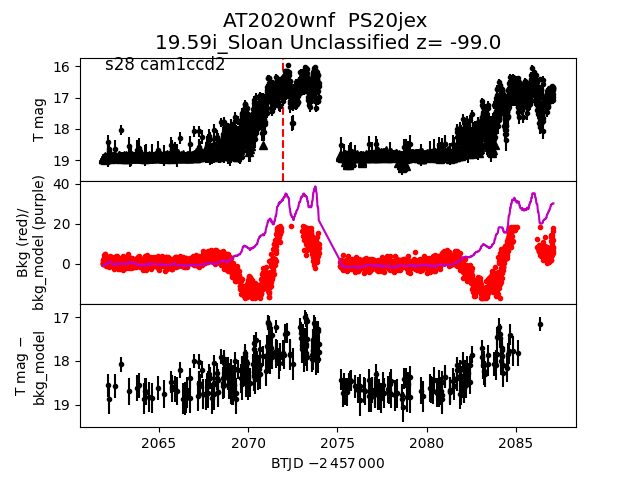 AT2020wnf  PS20jex
19.59i_Sloan Unclassified z= -99.0
s28 cam1ccd2
T mag
16
17
18
19
Bkg (red)/
bkg_model (purple)
40
20
0
T mag −
bkg_model
17
18
19
2065
2070
2075
2080
2085
BTJD −2 457 000